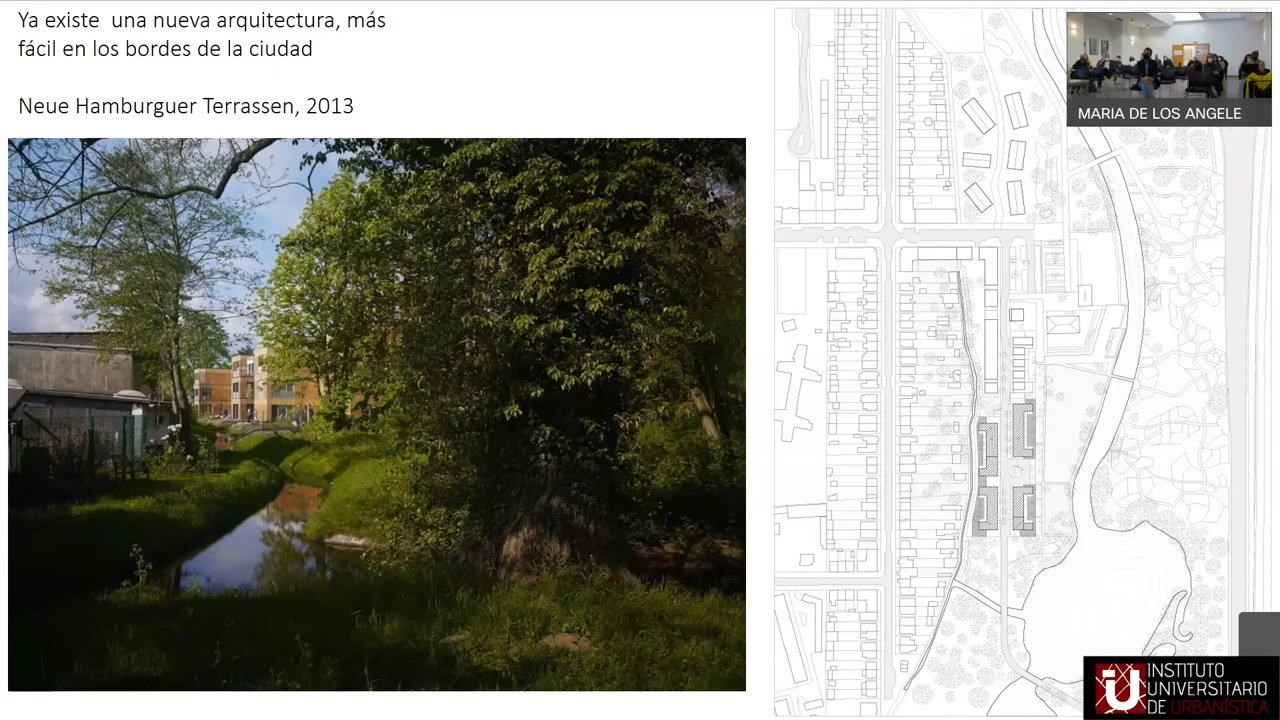 Ya existe  una nueva arquitectura, más
fácil en los bordes de la ciudad
Neue Hamburguer Terrassen, 2013
MARIA DE LOS ANGELE
INSTITUTO
UNIVERSITARIO
DE URBANÍSTICA